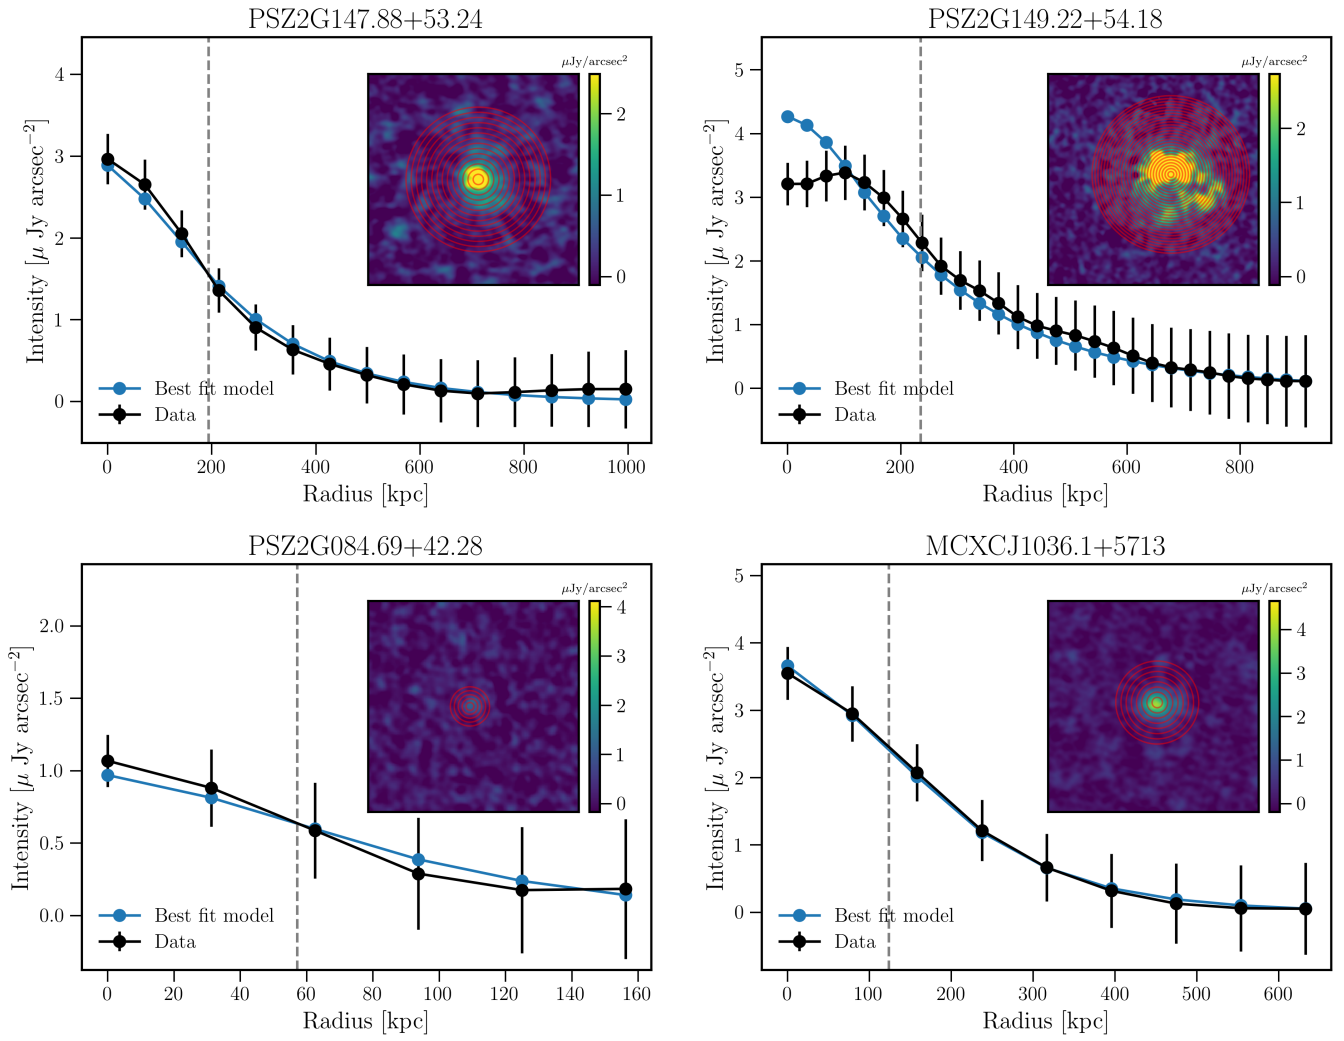 PSZ2G147.88+53.24
μJy/arcsec²
4
3
2
1
0
2
1
0
Intensity [μ Jy arcsec⁻²]
Best fit model
Data
0 200 400 600 800 1000
Radius [kpc]
PSZ2G149.22+54.18
μJy/arcsec²
5
4
3
2
1
0
2
1
0
Intensity [μ Jy arcsec⁻²]
Best fit model
Data
0 200 400 600 800
Radius [kpc]
PSZ2G084.69+42.28
μJy/arcsec²
2.0
1.5
1.0
0.5
0.0
4
3
2
1
0
Intensity [μ Jy arcsec⁻²]
Best fit model
Data
0 20 40 60 80 100 120 140 160
Radius [kpc]
MCXCJ1036.1+5713
μJy/arcsec²
5
4
3
2
1
0
4
3
2
1
0
Intensity [μ Jy arcsec⁻²]
Best fit model
Data
0 100 200 300 400 500 600
Radius [kpc]